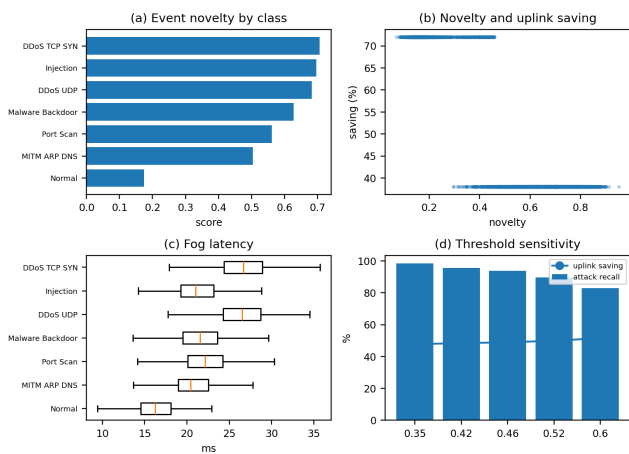 (a) Event novelty by class
DDoS TCP SYN
Injection
DDoS UDP
Malware Backdoor
Port Scan
MITM ARP DNS
Normal
0.0 0.1 0.2 0.3 0.4 0.5 0.6 0.7
score
(b) Novelty and uplink saving
saving (%)
70
65
60
55
50
45
40
0.2 0.4 0.6 0.8
novelty
(c) Fog latency
DDoS TCP SYN
Injection
DDoS UDP
Malware Backdoor
Port Scan
MITM ARP DNS
Normal
10 15 20 25 30 35
ms
(d) Threshold sensitivity
%
100
80
60
40
20
0
uplink saving
attack recall
0.35 0.42 0.46 0.52 0.6